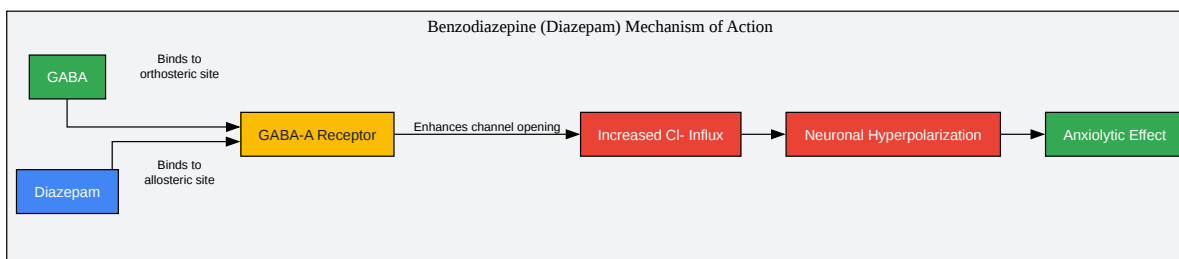 Benzodiazepine (Diazepam) Mechanism of Action
GABA
Binds to
orthosteric site
GABA-A Receptor
Enhances channel opening
Increased Cl- Influx
Neuronal Hyperpolarization
Anxiolytic Effect
Diazepam
Binds to
allosteric site